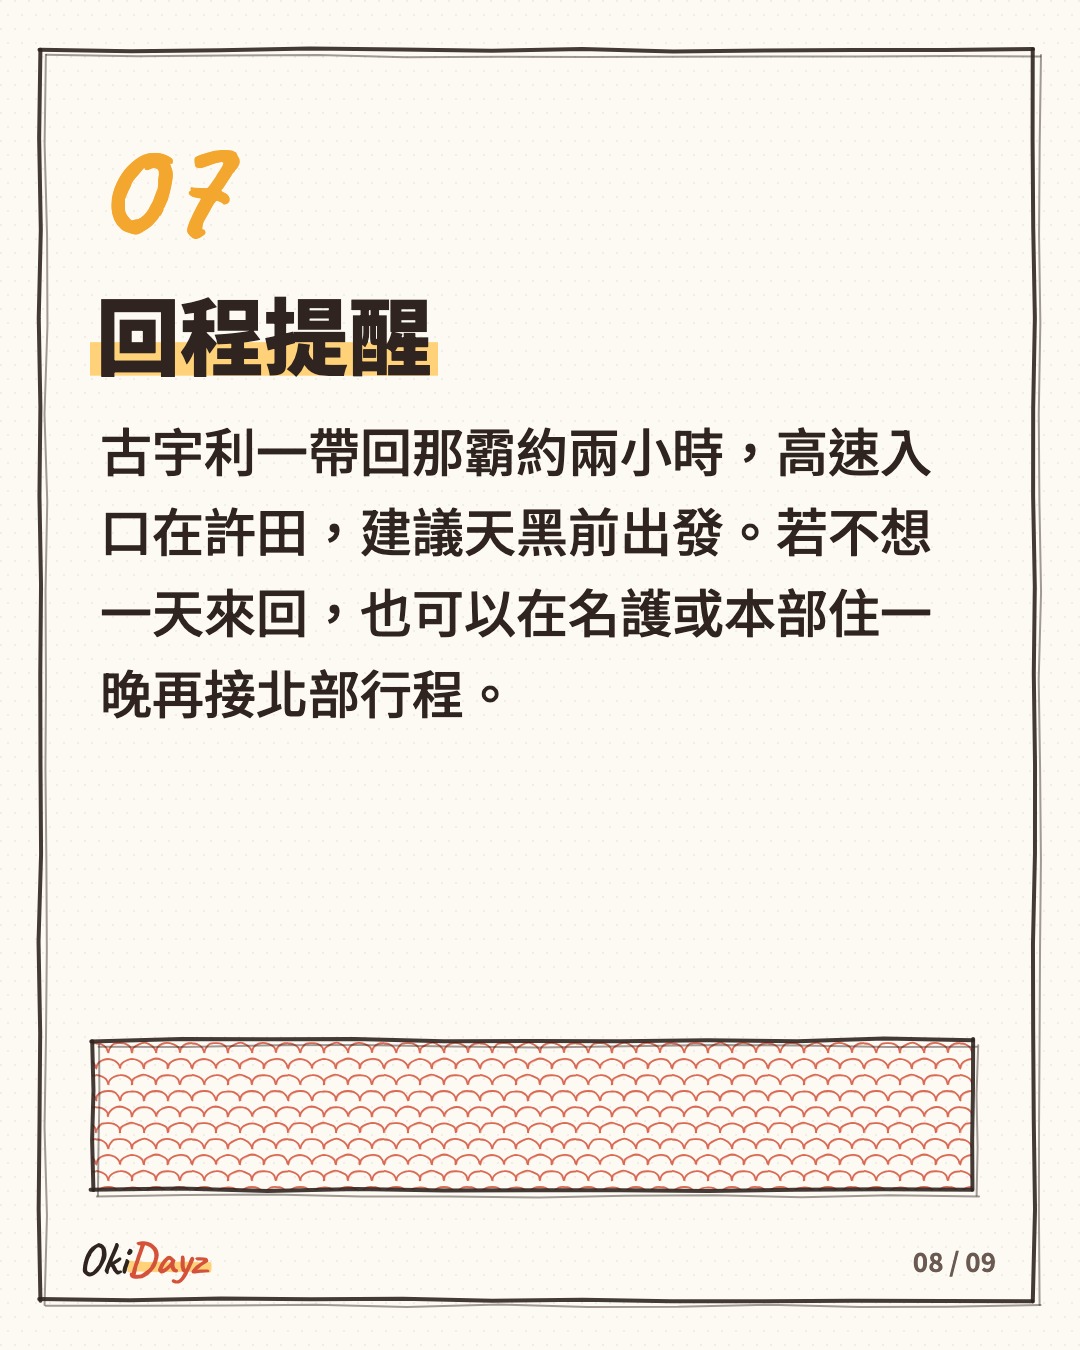 07
回程提醒
古宇利一帶回那霸約兩小時，高速入
口在許田，建議天黑前出發。若不想
一天來回，也可以在名護或本部住一
晚再接北部行程。
OkiDayz
08 / 09